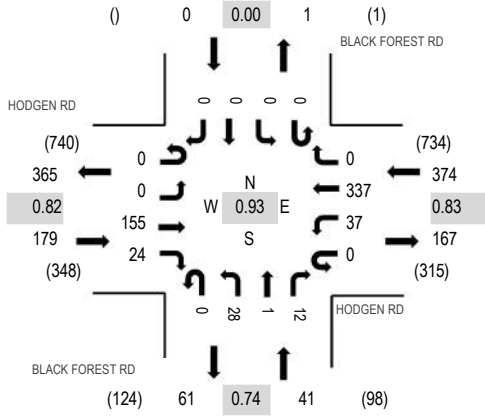 () 0 0.00 1 (1)
BLACK FOREST RD
HODGEN RD
0 0 0 0
(740) 0 0 (734)
365 374
0 337
0.82 W N 0.93 E S 0.83
155 37
179 167
24 0
(348) (315)
0 28 1 12
HODGEN RD
BLACK FOREST RD
(124) 61 0.74 41 (98)